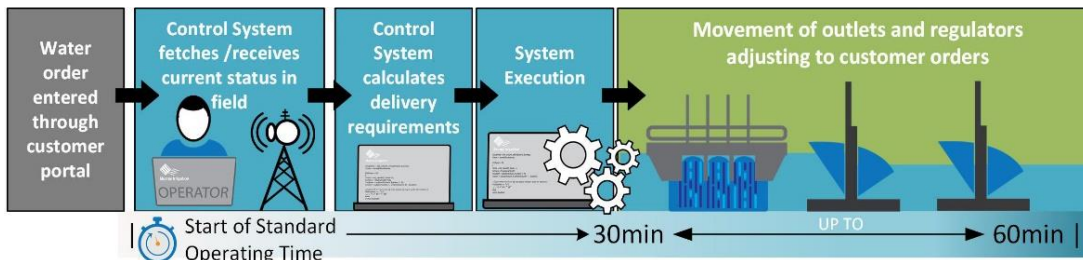 Water
order
entered
through
customer
portal
Control System
fetches /receives
current status in
field
OPERATOR
Control
System
calculates
delivery
requirements
System
Execution
Movement of outlets and regulators
adjusting to customer orders
Start of Standard
Operating Time
30min
UP TO
60min